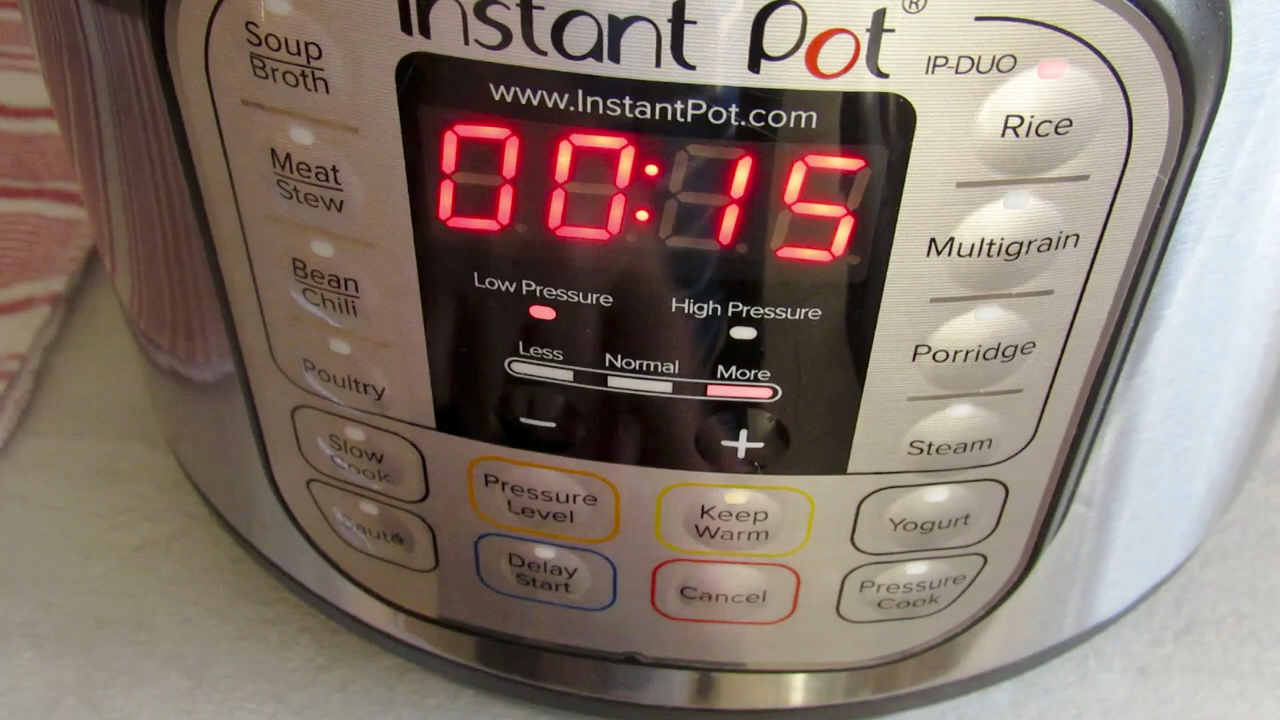 Instant Pot®
IP-DUO
www.InstantPot.com
00:15
Low Pressure
High Pressure
Less
Normal
More
−
+
Soup
Broth
Meat
Stew
Bean
Chili
Poultry
Slow
Cook
Sauté
Rice
Multigrain
Porridge
Steam
Pressure
Level
Keep
Warm
Yogurt
Delay
Start
Cancel
Pressure
Cook